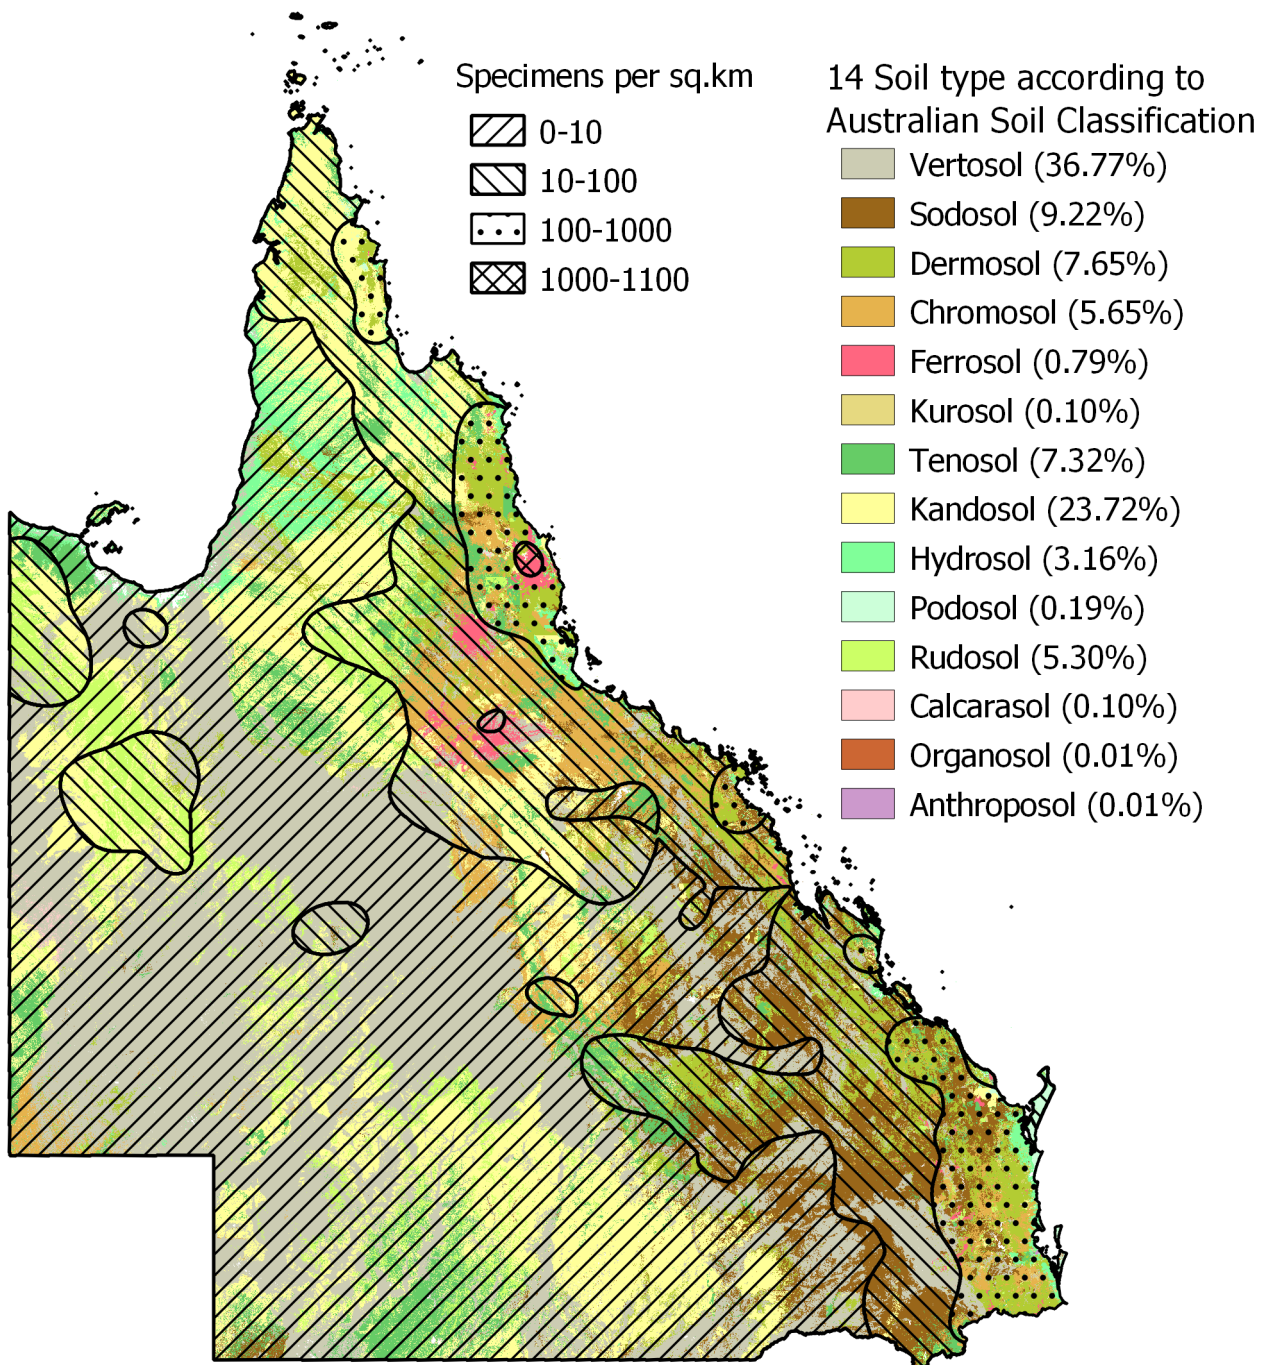 Specimens per sq.km
0-10
10-100
100-1000
1000-1100
14 Soil type according to
Australian Soil Classification
Vertosol (36.77%)
Sodosol (9.22%)
Dermosol (7.65%)
Chromosol (5.65%)
Ferrosol (0.79%)
Kurosol (0.10%)
Tenosol (7.32%)
Kandosol (23.72%)
Hydrosol (3.16%)
Podosol (0.19%)
Rudosol (5.30%)
Calcarasol (0.10%)
Organosol (0.01%)
Anthroposol (0.01%)